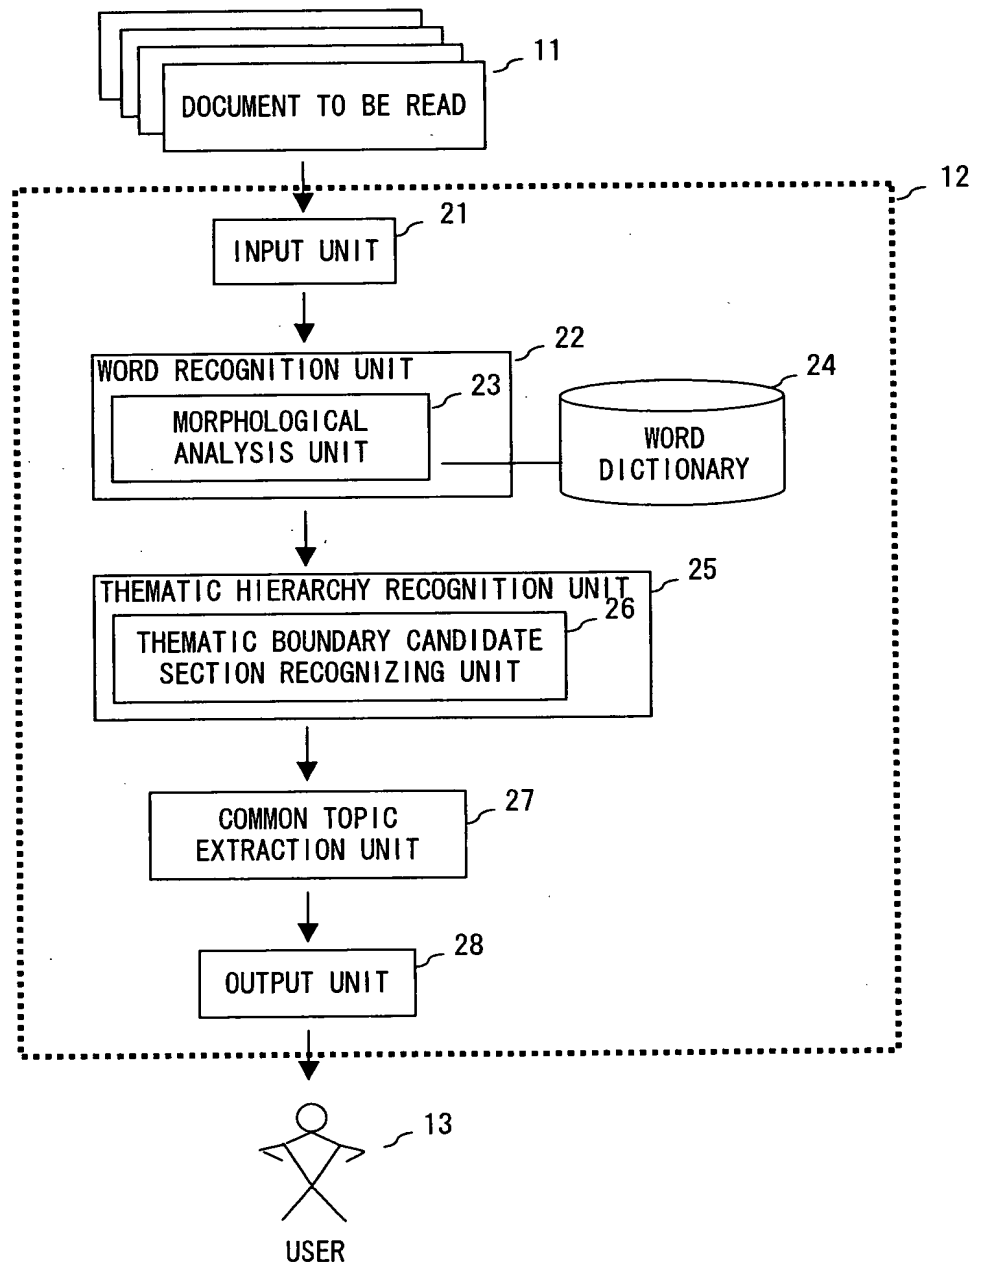 11
DOCUMENT TO BE READ
12
21
INPUT UNIT
22
WORD RECOGNITION UNIT
23
24
MORPHOLOGICAL
ANALYSIS UNIT
WORD
DICTIONARY
25
THEMATIC HIERARCHY RECOGNITION UNIT
26
THEMATIC BOUNDARY CANDIDATE
SECTION RECOGNIZING UNIT
27
COMMON TOPIC
EXTRACTION UNIT
28
OUTPUT UNIT
13
USER